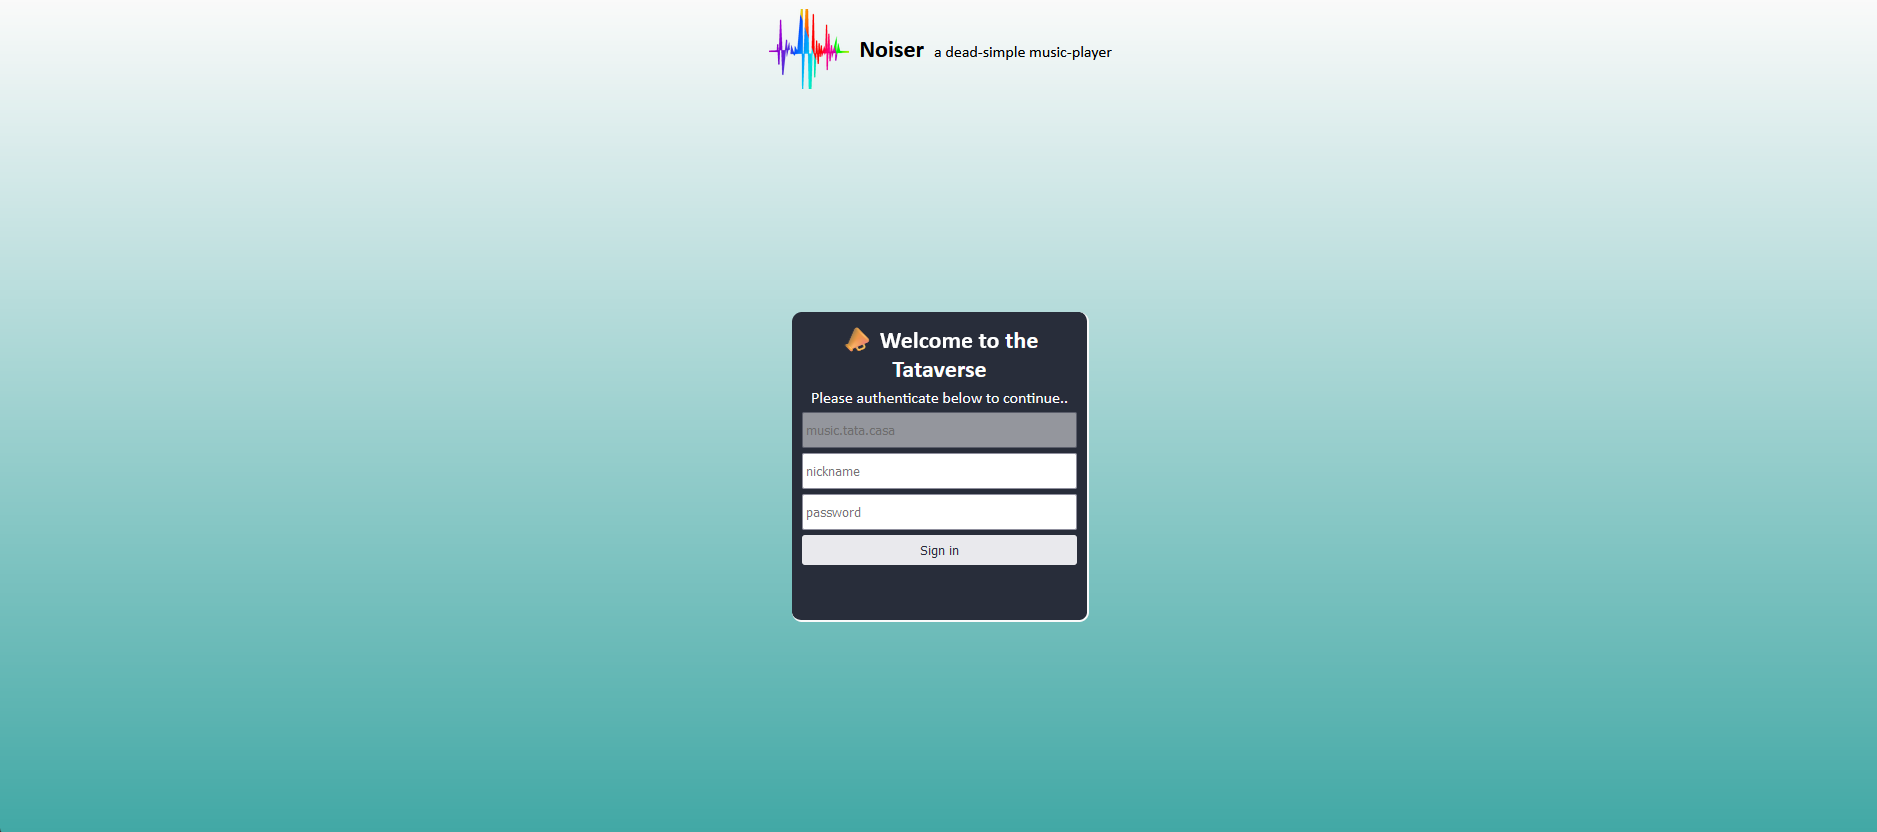 Noiser a dead-simple music-player
Welcome to the
Tataverse
Please authenticate below to continue..
music.tata.casa
nickname
password
Sign in